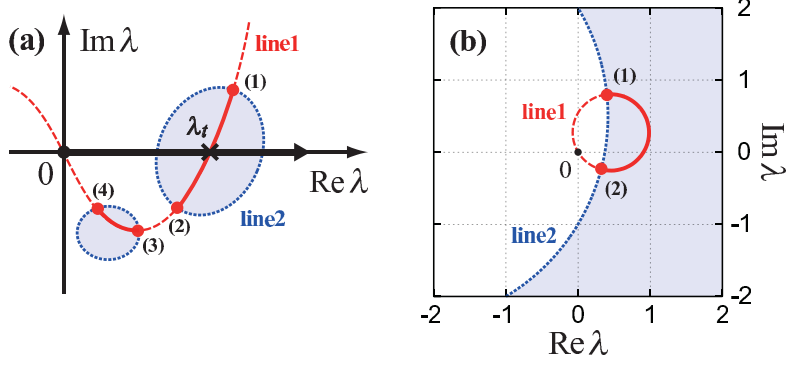 (a)
Im λ
line1
(1)
λt
0
Re λ
(4)
(3)
(2)
line2
(b)
2
(1)
1
line1
0
0
Im λ
(2)
-1
line2
-2
-2
-1
0
1
2
Re λ